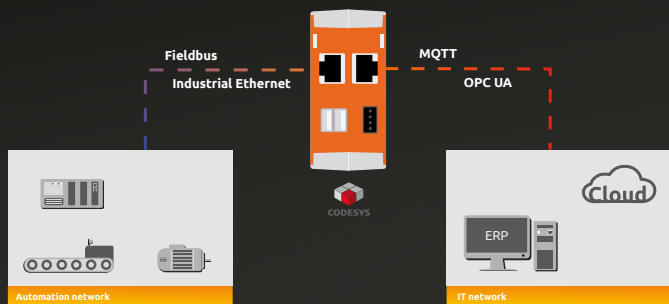 Fieldbus
Industrial Ethernet
MQTT
OPC UA
CODESYS
Cloud
ERP
Automation network
IT network